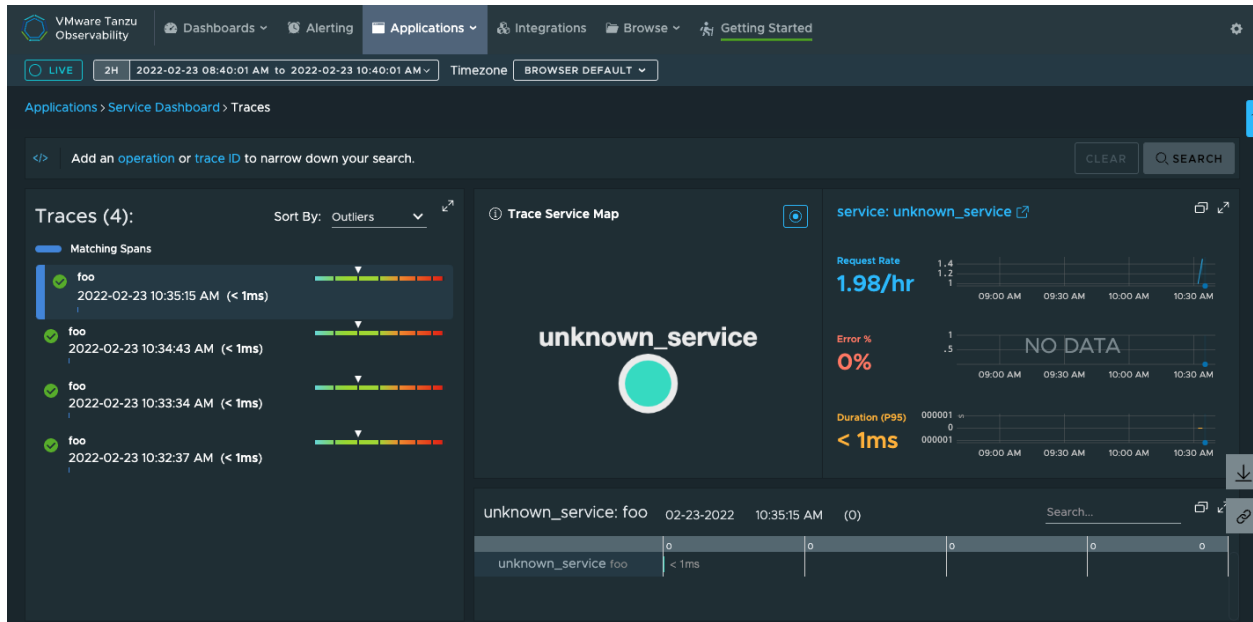 VMware Tanzu
Observability
Dashboards
Alerting
Applications
Integrations
Browse
Getting Started
LIVE
2H 2022-02-23 08:40:01 AM to 2022-02-23 10:40:01 AM
Timezone BROWSER DEFAULT
Applications > Service Dashboard > Traces
</> Add an operation or trace ID to narrow down your search.
CLEAR
SEARCH
Traces (4):
Sort By: Outliers
Matching Spans
foo
2022-02-23 10:35:15 AM (< 1ms)
foo
2022-02-23 10:34:43 AM (< 1ms)
foo
2022-02-23 10:33:34 AM (< 1ms)
foo
2022-02-23 10:32:37 AM (< 1ms)
Trace Service Map
unknown_service
service: unknown_service
Request Rate
1.98/hr
1.4
1.2
1
09:00 AM 09:30 AM 10:00 AM 10:30 AM
Error %
0%
1
.5
NO DATA
09:00 AM 09:30 AM 10:00 AM 10:30 AM
Duration (P95)
< 1ms
000001 s
0
000001
09:00 AM 09:30 AM 10:00 AM 10:30 AM
unknown_service: foo 02-23-2022 10:35:15 AM (0)
Search...
0 0 0 0 0
unknown_service foo < 1ms